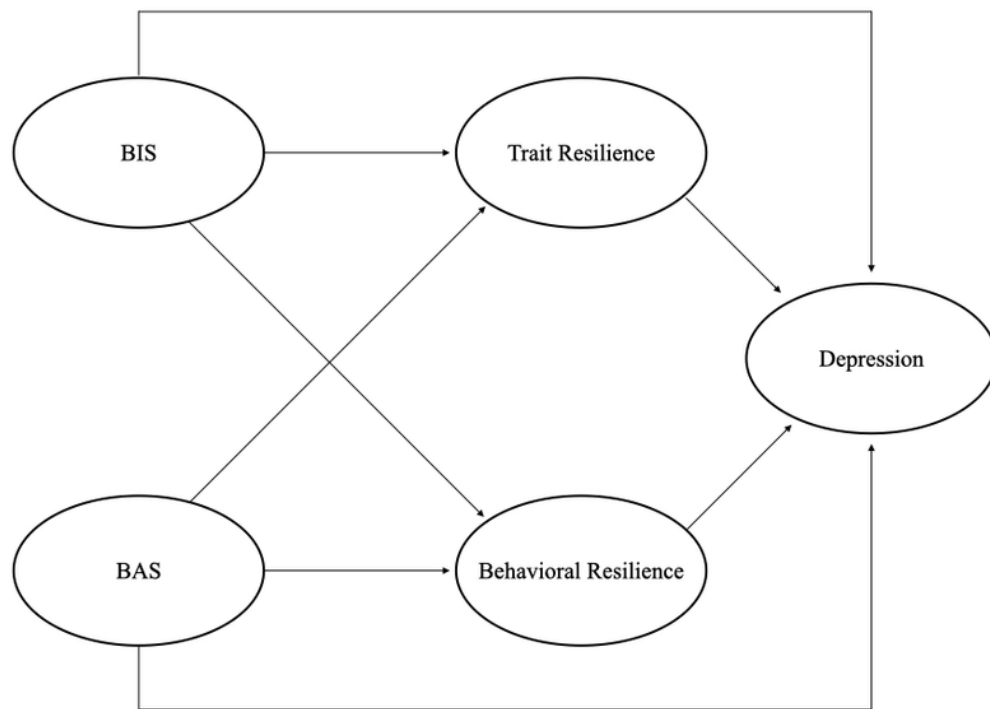 BIS
Trait Resilience
Depression
BAS
Behavioral Resilience